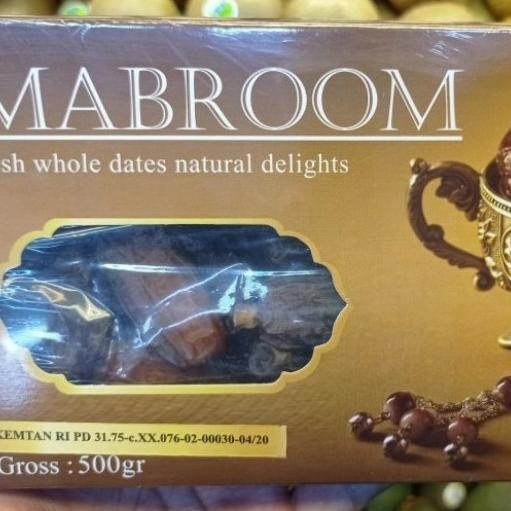 MABROOM
sh whole dates natural delights
KEMTAN RI PD 31.75-c.XX.076-02-00030-04/20
Gross : 500gr